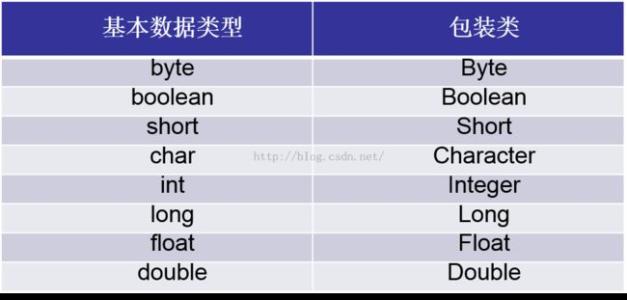 基本数据类型 包装类
byte Byte
boolean Boolean
short Short
char http://blog.csdn.net/ Character
int Integer
long Long
float Float
double Double